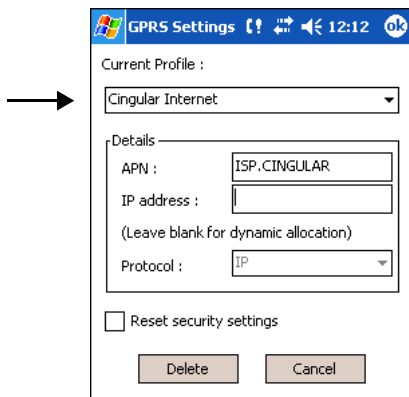 GPRS Settings 12:12 ok
Current Profile :
Cingular Internet
Details
APN : ISP.CINGULAR
IP address :
(Leave blank for dynamic allocation)
Protocol : IP
Reset security settings
Delete Cancel